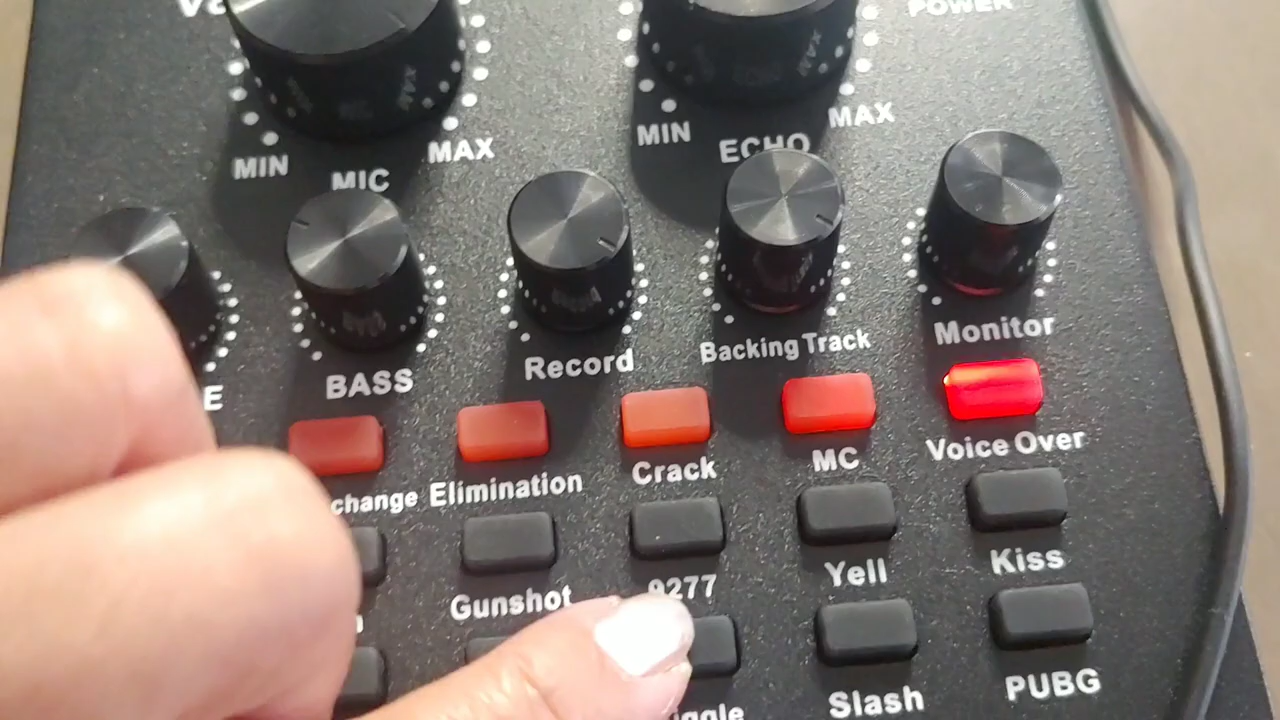 POWER
MIN
MAX
MIC
MIN
MAX
ECHO
BASS
Record
Backing Track
Monitor
change
Elimination
Crack
MC
Voice Over
Gunshot
9277
Yell
Kiss
Slash
PUBG